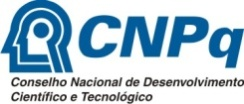 CNPq
Conselho Nacional de Desenvolvimento
Científico e Tecnológico